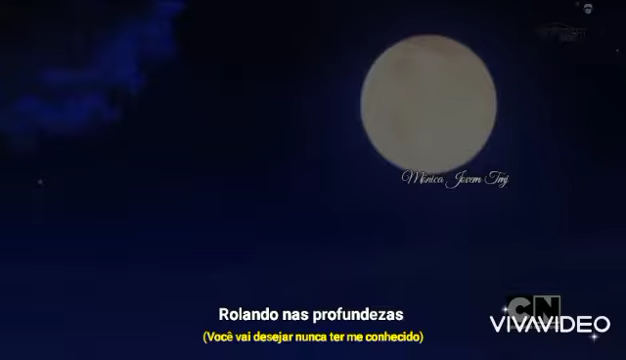 Mônica Jovem Tmj
Rolando nas profundezas
(Você vai desejar nunca ter me conhecido)
CN
VIVAVIDEO